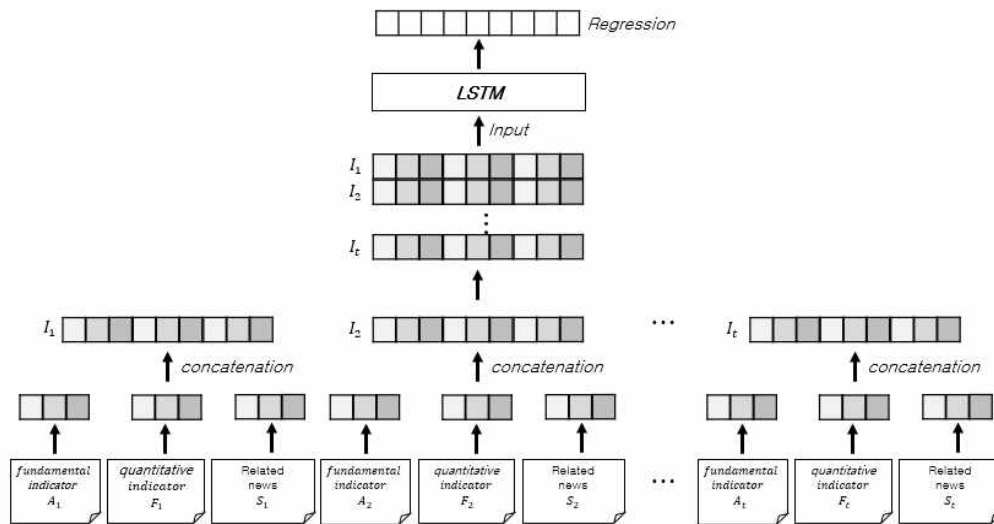 Regression
LSTM
Input
I₁
I₂
⋮
Iₜ
I₁
I₂
...
Iₜ
concatenation
concatenation
concatenation
fundamental
indicator
A₁
quantitative
indicator
F₁
Related
news
S₁
fundamental
indicator
A₂
quantitative
indicator
F₂
Related
news
S₂
...
fundamental
indicator
Aₜ
quantitative
indicator
Fₜ
Related
news
Sₜ